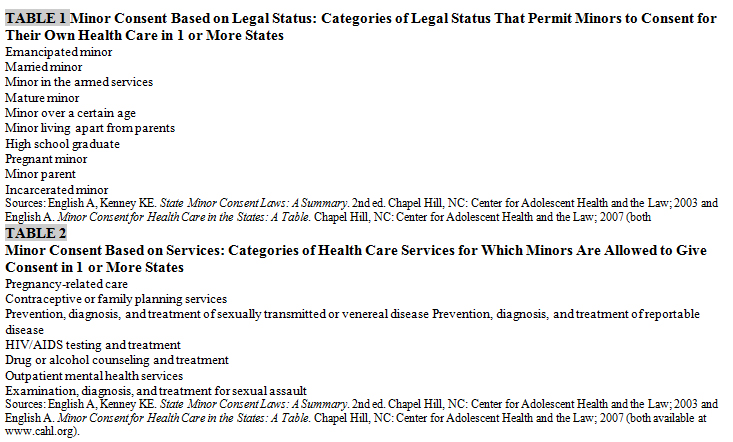 TABLE 1 Minor Consent Based on Legal Status: Categories of Legal Status That Permit Minors to Consent for
Their Own Health Care in 1 or More States
Emancipated minor
Married minor
Minor in the armed services
Mature minor
Minor over a certain age
Minor living apart from parents
High school graduate
Pregnant minor
Minor parent
Incarcerated minor
Sources: English A, Kenney KE. State Minor Consent Laws: A Summary. 2nd ed. Chapel Hill, NC: Center for Adolescent Health and the Law; 2003 and
English A. Minor Consent for Health Care in the States: A Table. Chapel Hill, NC: Center for Adolescent Health and the Law; 2007 (both
TABLE 2
Minor Consent Based on Services: Categories of Health Care Services for Which Minors Are Allowed to Give
Consent in 1 or More States
Pregnancy-related care
Contraceptive or family planning services
Prevention, diagnosis, and treatment of sexually transmitted or venereal disease Prevention, diagnosis, and treatment of reportable
disease
HIV/AIDS testing and treatment
Drug or alcohol counseling and treatment
Outpatient mental health services
Examination, diagnosis, and treatment for sexual assault
Sources: English A, Kenney KE. State Minor Consent Laws: A Summary. 2nd ed. Chapel Hill, NC: Center for Adolescent Health and the Law; 2003 and
English A. Minor Consent for Health Care in the States: A Table. Chapel Hill, NC: Center for Adolescent Health and the Law; 2007 (both available at
www.cahl.org).